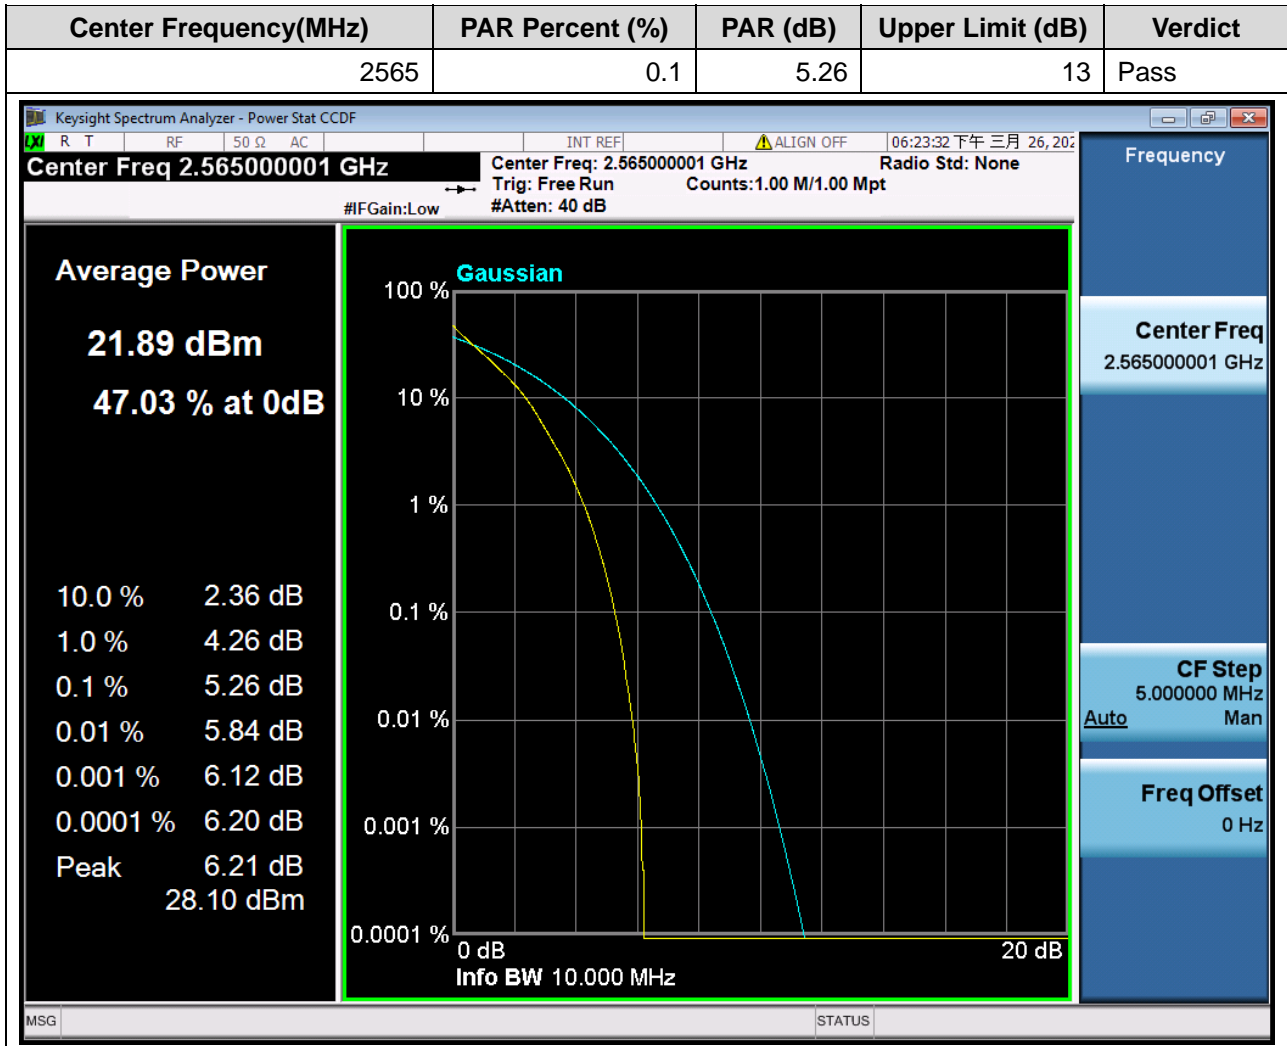 Center Frequency(MHz) PAR Percent (%) PAR (dB) Upper Limit (dB) Verdict
2565 0.1 5.26 13 Pass
Keysight Spectrum Analyzer - Power Stat CCDF
LXI R T RF 50 Ω AC INT REF ALIGN OFF 06:23:32 下午 三月 26, 202
Center Freq 2.565000001 GHz
Center Freq: 2.565000001 GHz Radio Std: None
Trig: Free Run Counts:1.00 M/1.00 Mpt
#IFGain:Low #Atten: 40 dB
Average Power
21.89 dBm
47.03 % at 0dB
10.0 % 2.36 dB
1.0 % 4.26 dB
0.1 % 5.26 dB
0.01 % 5.84 dB
0.001 % 6.12 dB
0.0001 % 6.20 dB
Peak 6.21 dB
28.10 dBm
Gaussian
100 %
10 %
1 %
0.1 %
0.01 %
0.001 %
0.0001 %
0 dB 20 dB
Info BW 10.000 MHz
Frequency
Center Freq
2.565000001 GHz
CF Step
5.000000 MHz
Auto Man
Freq Offset
0 Hz
MSG STATUS